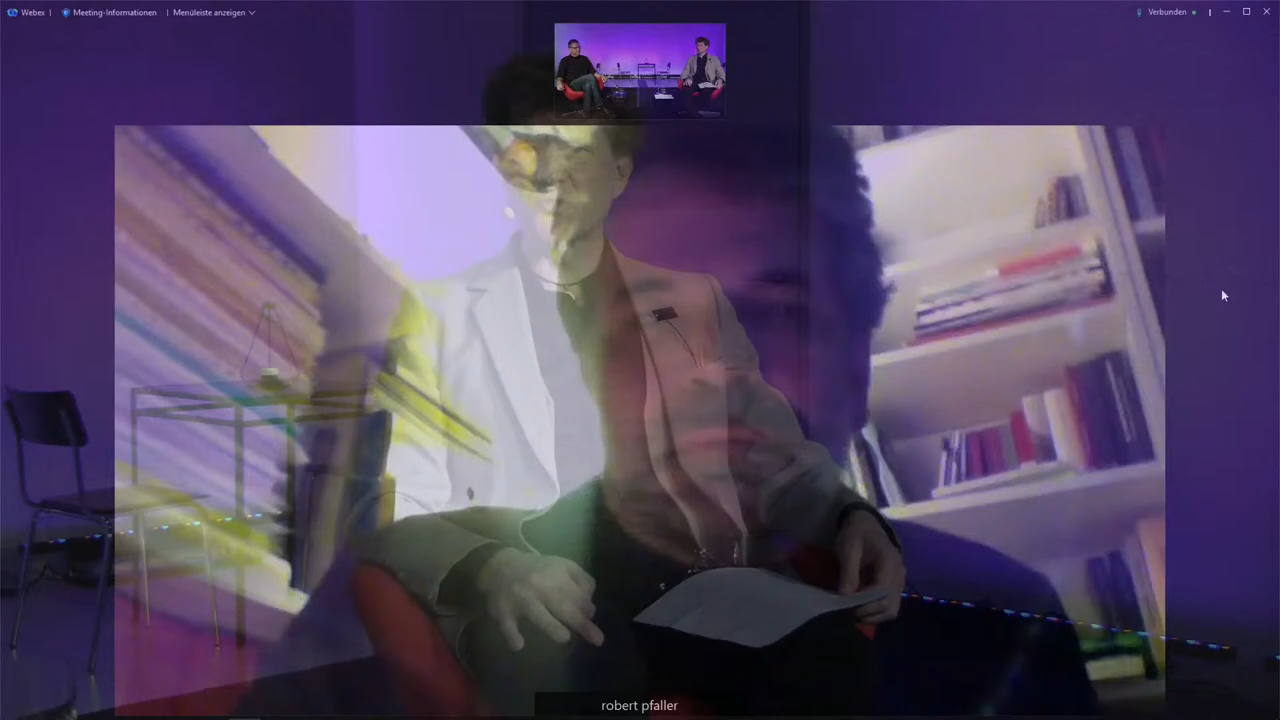 Webex
Meeting-Informationen
Menüleiste anzeigen
Verbunden
robert pfaller